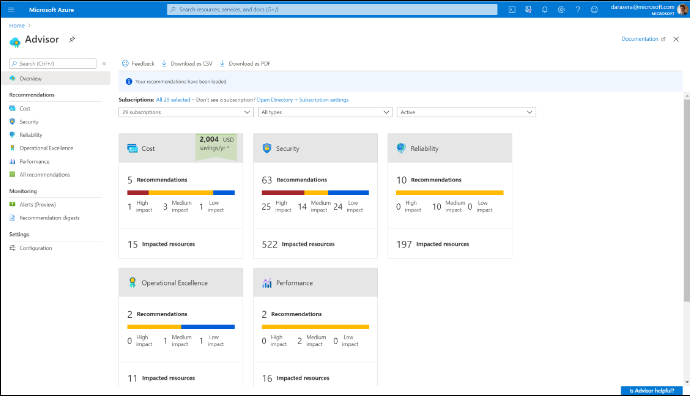 Microsoft Azure
Search resources, services, and docs (G+/)
MICROSOFT
Home
Advisor
Documentation
Search (Ctrl+/)
Feedback
Download as CSV
Download as PDF
Overview
Your recommendations have been loaded.
Recommendations
Cost
Security
Reliability
Operational Excellence
Performance
All recommendations
Monitoring
Alerts (Preview)
Recommendation digests
Settings
Configuration
Subscriptions: All 29 selected – Don't see a subscription? Open Directory + Subscription settings
29 subscriptions
All types
Active
Cost
2,004 USD
savings/yr *
5 Recommendations
1 High impact 3 Medium impact 1 Low impact
15 Impacted resources
Security
63 Recommendations
25 High impact 14 Medium impact 24 Low impact
522 Impacted resources
Reliability
10 Recommendations
0 High impact 10 Medium impact 0 Low impact
197 Impacted resources
Operational Excellence
2 Recommendations
0 High impact 1 Medium impact 1 Low impact
11 Impacted resources
Performance
2 Recommendations
0 High impact 2 Medium impact 0 Low impact
16 Impacted resources
Is Advisor helpful?